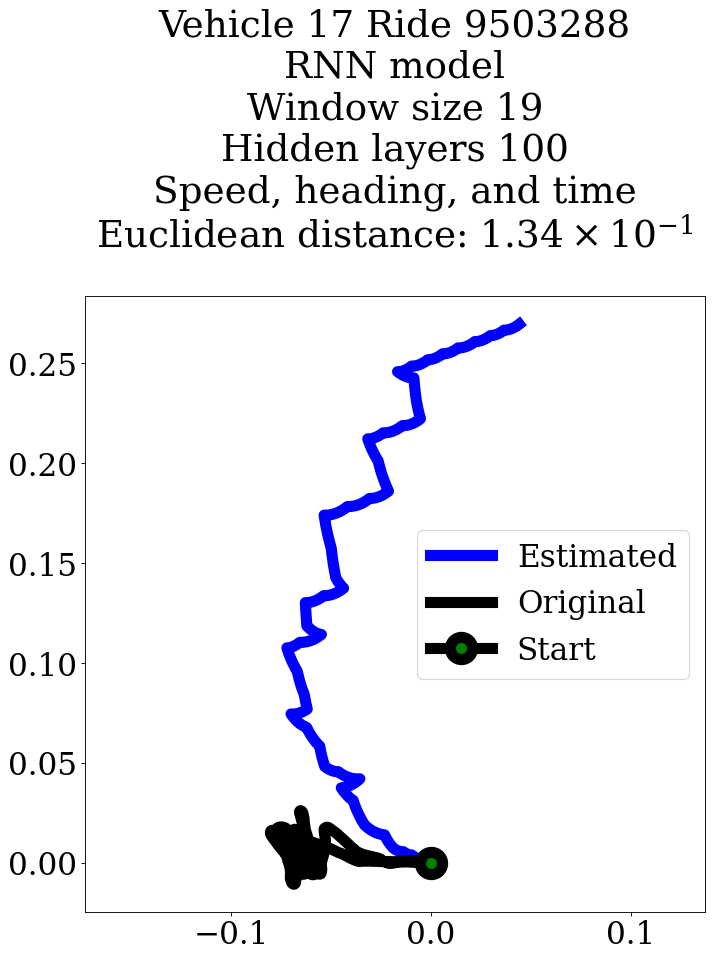 Vehicle 17 Ride 9503288
RNN model
Window size 19
Hidden layers 100
Speed, heading, and time
Euclidean distance: 1.34 × 10⁻¹
0.25
0.20
0.15
0.10
0.05
0.00
−0.1
0.0
0.1
Estimated
Original
Start